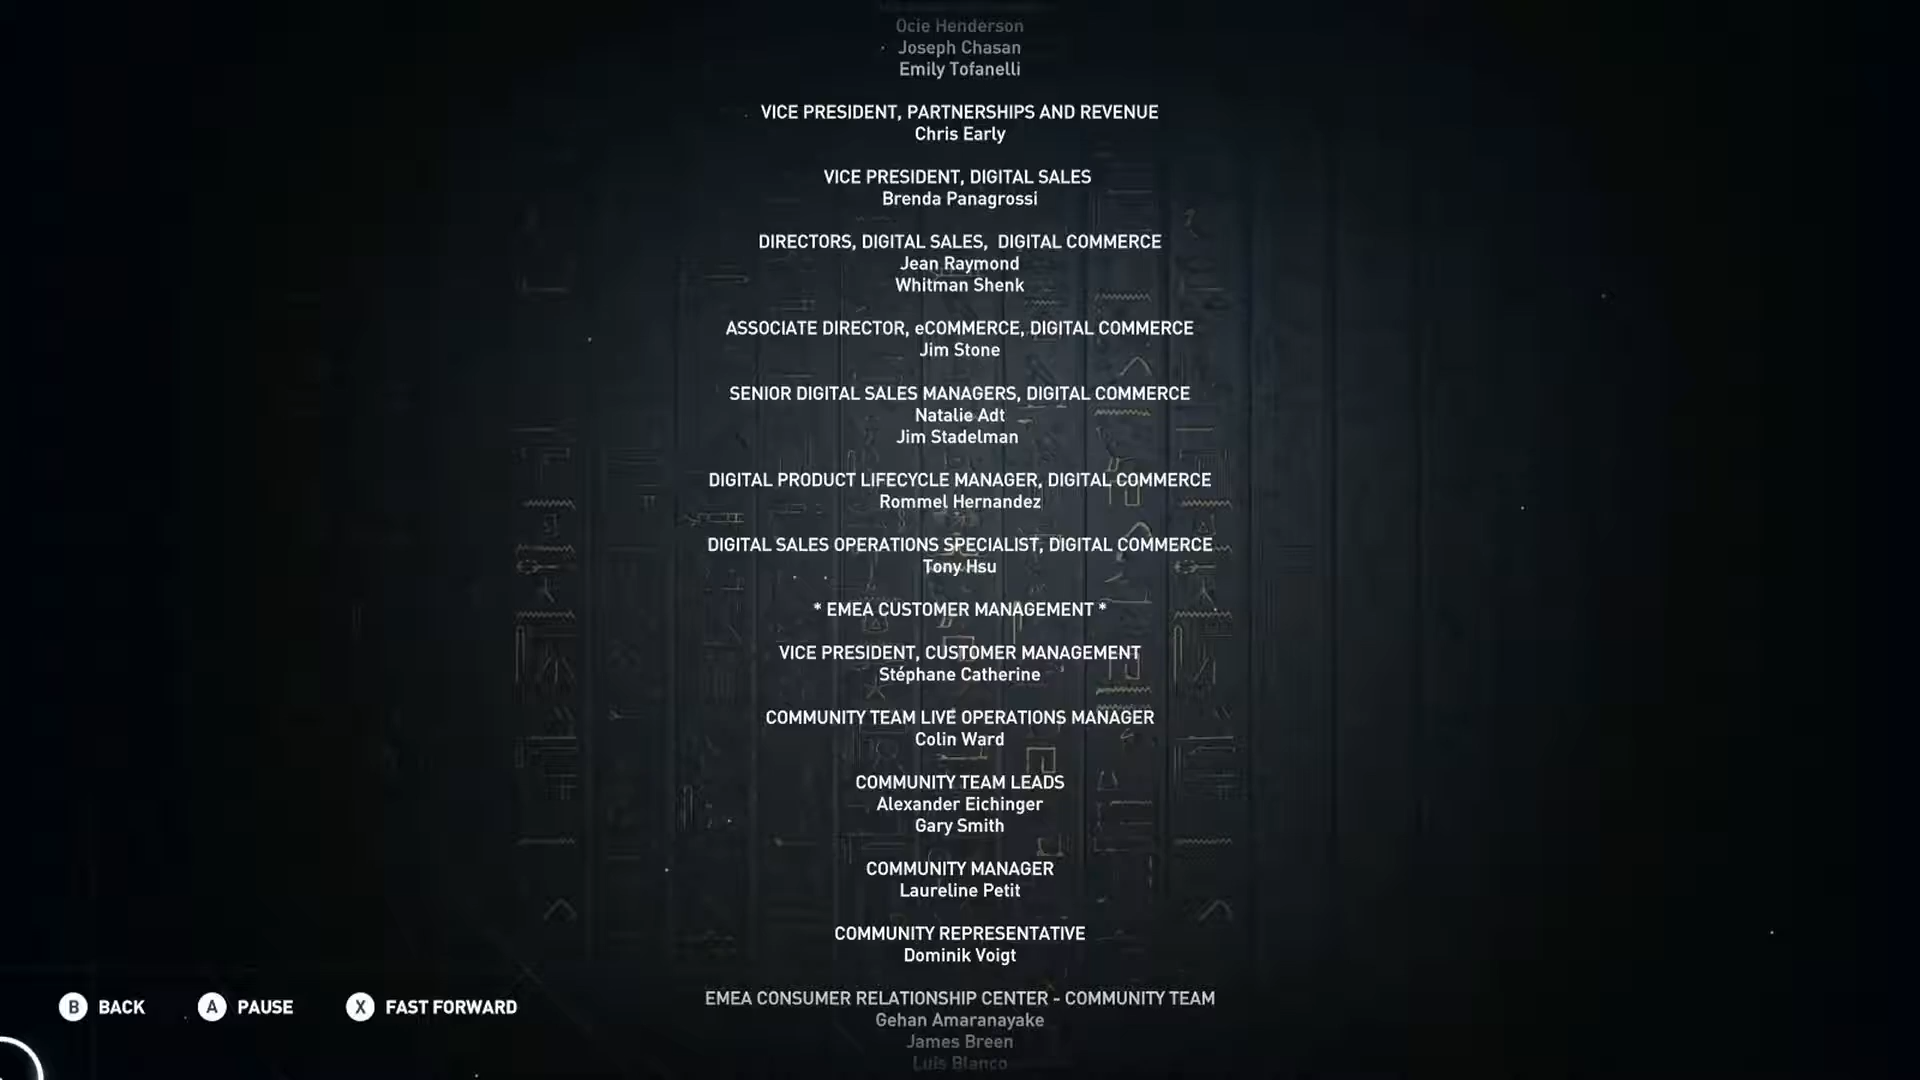 Ocie Henderson
Joseph Chasan
Emily Tofanelli
VICE PRESIDENT, PARTNERSHIPS AND REVENUE
Chris Early
VICE PRESIDENT, DIGITAL SALES
Brenda Panagrossi
DIRECTORS, DIGITAL SALES, DIGITAL COMMERCE
Jean Raymond
Whitman Shenk
ASSOCIATE DIRECTOR, eCOMMERCE, DIGITAL COMMERCE
Jim Stone
SENIOR DIGITAL SALES MANAGERS, DIGITAL COMMERCE
Natalie Adt
Jim Stadelman
DIGITAL PRODUCT LIFECYCLE MANAGER, DIGITAL COMMERCE
Rommel Hernandez
DIGITAL SALES OPERATIONS SPECIALIST, DIGITAL COMMERCE
Tony Hsu
* EMEA CUSTOMER MANAGEMENT *
VICE PRESIDENT, CUSTOMER MANAGEMENT
Stéphane Catherine
COMMUNITY TEAM LIVE OPERATIONS MANAGER
Colin Ward
COMMUNITY TEAM LEADS
Alexander Eichinger
Gary Smith
COMMUNITY MANAGER
Laureline Petit
COMMUNITY REPRESENTATIVE
Dominik Voigt
EMEA CONSUMER RELATIONSHIP CENTER - COMMUNITY TEAM
Gehan Amaranayake
James Breen
Luis Blanco
B BACK A PAUSE X FAST FORWARD